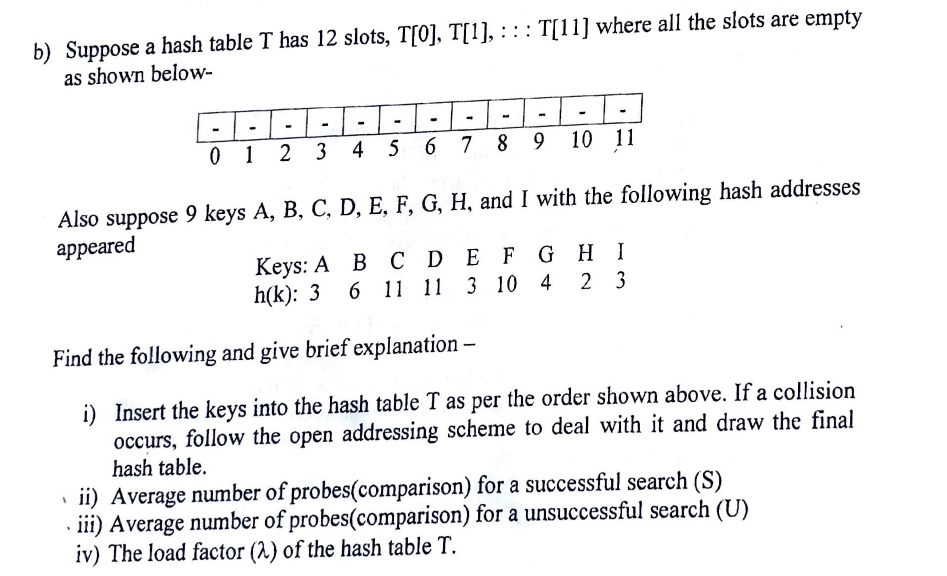 b) Suppose a hash table T has 12 slots, T[0], T[1], : : : T[11] where all the slots are empty
as shown below-
- - - - - - - - - - - -
0 1 2 3 4 5 6 7 8 9 10 11
Also suppose 9 keys A, B, C, D, E, F, G, H, and I with the following hash addresses
appeared
Keys: A B C D E F G H I
h(k): 3 6 11 11 3 10 4 2 3
Find the following and give brief explanation –
i) Insert the keys into the hash table T as per the order shown above. If a collision
occurs, follow the open addressing scheme to deal with it and draw the final
hash table.
ii) Average number of probes(comparison) for a successful search (S)
iii) Average number of probes(comparison) for a unsuccessful search (U)
iv) The load factor (λ) of the hash table T.